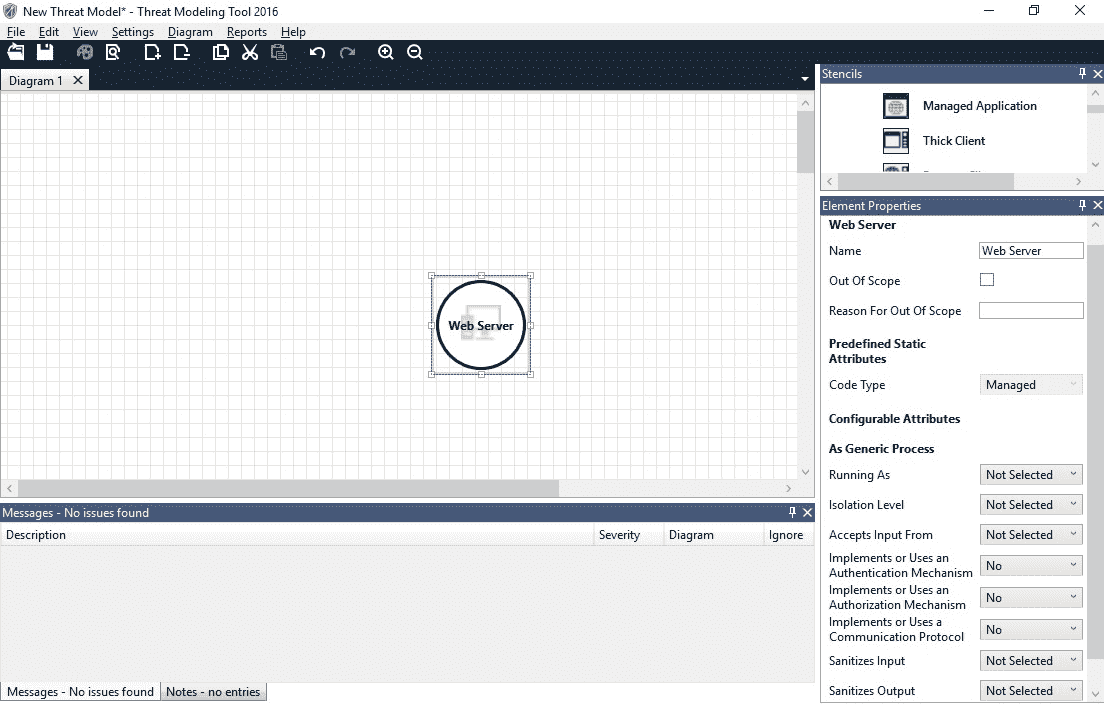 New Threat Model* - Threat Modeling Tool 2016
File Edit View Settings Diagram Reports Help
Diagram 1
Web Server
Messages - No issues found
Description Severity Diagram Ignore
Messages - No issues found Notes - no entries
Stencils
Managed Application
Thick Client
Element Properties
Web Server
Name Web Server
Out Of Scope
Reason For Out Of Scope
Predefined Static
Attributes
Code Type Managed
Configurable Attributes
As Generic Process
Running As Not Selected
Isolation Level Not Selected
Accepts Input From Not Selected
Implements or Uses an
Authentication Mechanism No
Implements or Uses an
Authorization Mechanism No
Implements or Uses a
Communication Protocol No
Sanitizes Input Not Selected
Sanitizes Output Not Selected